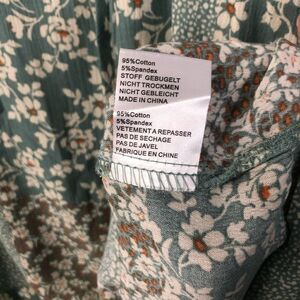 95%Cotton
5%Spandex
STOFF GEBUGELT
NICHT TROCKMEN
NICHT GEBLEICHT
MADE IN CHINA
95%Cotton
5%Spandex
VETEMENT A REPASSER
PAS DE SECHAGE
PAS DE JAVEL
FABRIQUE EN CHINE